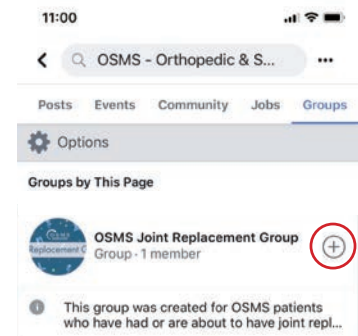 11:00
OSMS - Orthopedic & S...
Posts Events Community Jobs Groups
Options
Groups by This Page
OSMS Joint Replacement Group
Group · 1 member
This group was created for OSMS patients
who have had or are about to have joint repl...